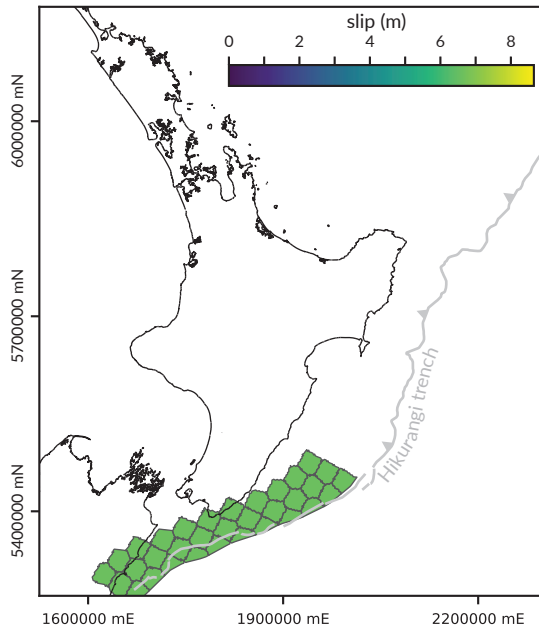 slip (m)
0 2 4 6 8
6000000 mN
5700000 mN
5400000 mN
Hikurangi trench
1600000 mE 1900000 mE 2200000 mE